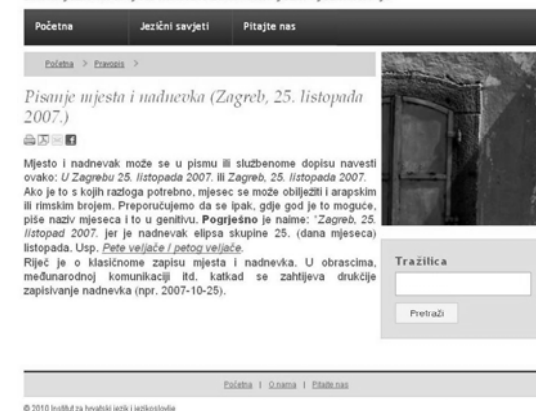 Početna Jezični savjeti Pitajte nas
Početna > Pravopis >
Pisanje mjesta i nadnevka (Zagreb, 25. listopada
2007.)
Mjesto i nadnevak može se u pismu ili službenome dopisu navesti
ovako: U Zagrebu 25. listopada 2007. ili Zagreb, 25. listopada 2007.
Ako je to s kojih razloga potrebno, mjesec se može obilježiti i arapskim
ili rimskim brojem. Preporučujemo da se ipak, gdje god je to moguće,
piše naziv mjeseca i to u genitivu. Pogrješno je naime: *Zagreb, 25.
listopad 2007. jer je nadnevak elipsa skupine 25. (dana mjeseca)
listopada. Usp. Pete veljače / petog veljače.
Riječ je o klasičnome zapisu mjesta i nadnevka. U obrascima,
međunarodnoj komunikaciji itd. katkad se zahtijeva drukčije
zapisivanje nadnevka (npr. 2007-10-25).
Tražilica
Pretraži
Početna | O nama | Pitajte nas
© 2010 Institut za hrvatski jezik i jezikoslovlje